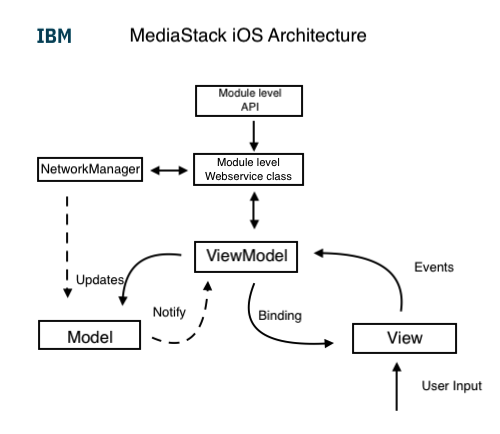 IBM
MediaStack iOS Architecture
Module level
API
NetworkManager
Module level
Webservice class
ViewModel
Events
Updates
Notify
Binding
Model
View
User Input